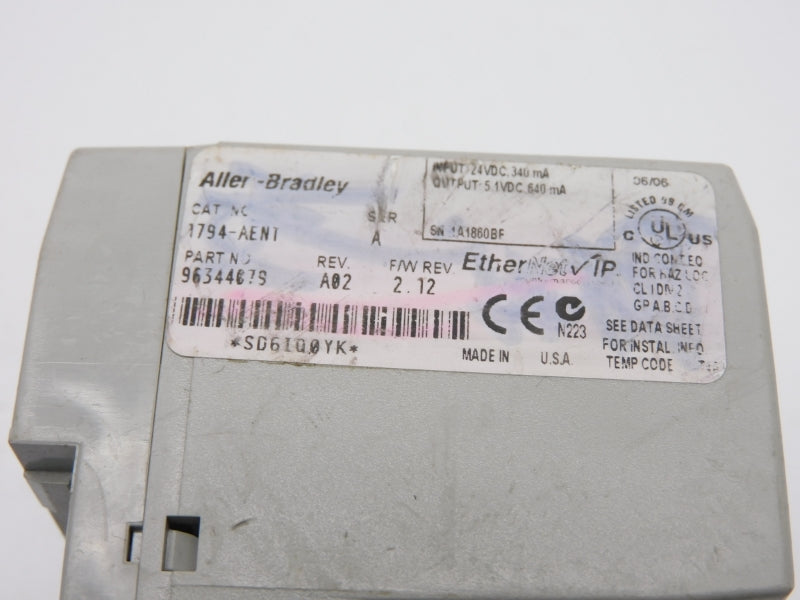 Allen-Bradley
CAT. NO.
SER
1794-AENT
A
PART NO.
REV.
F/W REV
A02
2.12
INPUT: 24VDC, 340 mA
OUTPUT: 5.1VDC, 640 mA
SN 1A1860BF
EtherNet/IP
*SD6IQ0YK*
CE
N223
MADE IN U.S.A.
06/06
LISTED
C UL US
IND CONT EQ
FOR HAZ LOC
CL I DIV 2
GP A,B,C,D
SEE DATA SHEET
FOR INSTAL INFO
TEMP CODE